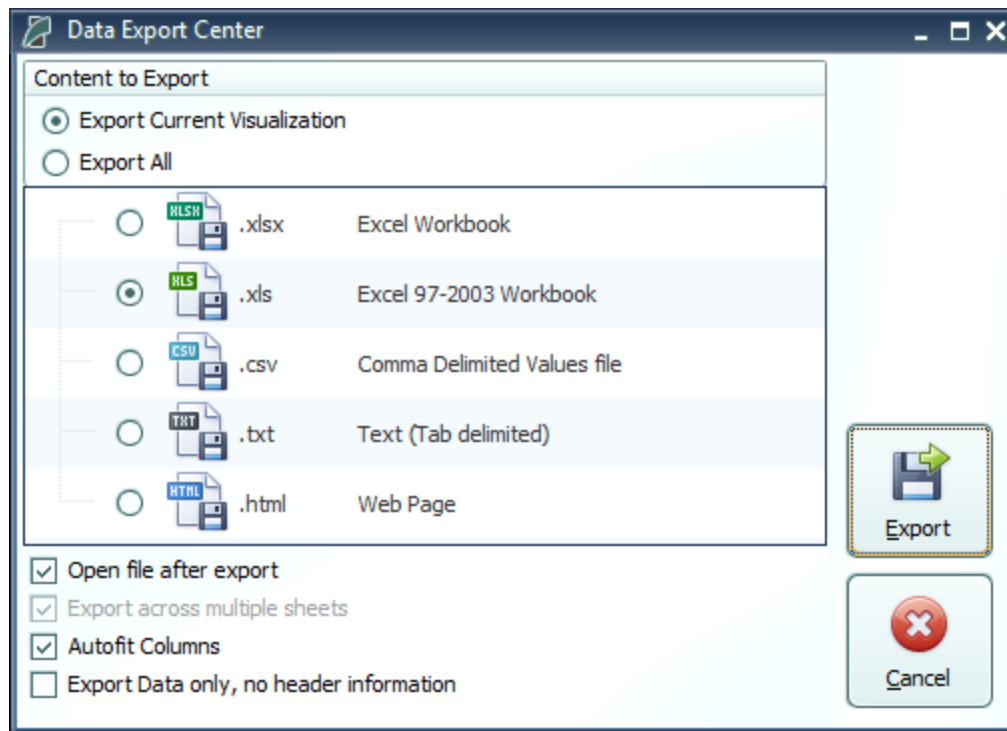 Data Export Center
Content to Export
Export Current Visualization
Export All
XLSX .xlsx Excel Workbook
XLS .xls Excel 97-2003 Workbook
CSV .csv Comma Delimited Values file
TXT .txt Text (Tab delimited)
HTML .html Web Page
Export
Open file after export
Export across multiple sheets
Autofit Columns
Export Data only, no header information
Cancel